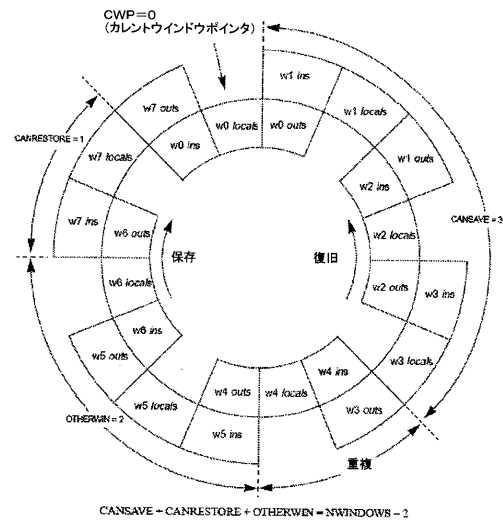 CWP=0
(カレントウインドウポインタ)
w1 ins
w1 locals
w1 outs
w2 ins
w2 locals
w2 outs
w3 ins
w3 locals
w3 outs
w4 ins
w4 locals
w4 outs
w5 ins
w5 locals
w5 outs
w6 ins
w6 locals
w6 outs
w7 ins
w7 locals
w7 outs
w0 ins
w0 locals
w0 outs
CANRESTORE = 1
CANSAVE = 3
OTHERWIN = 2
保存
復旧
重複
CANSAVE + CANRESTORE + OTHERWIN = NWINDOWS - 2